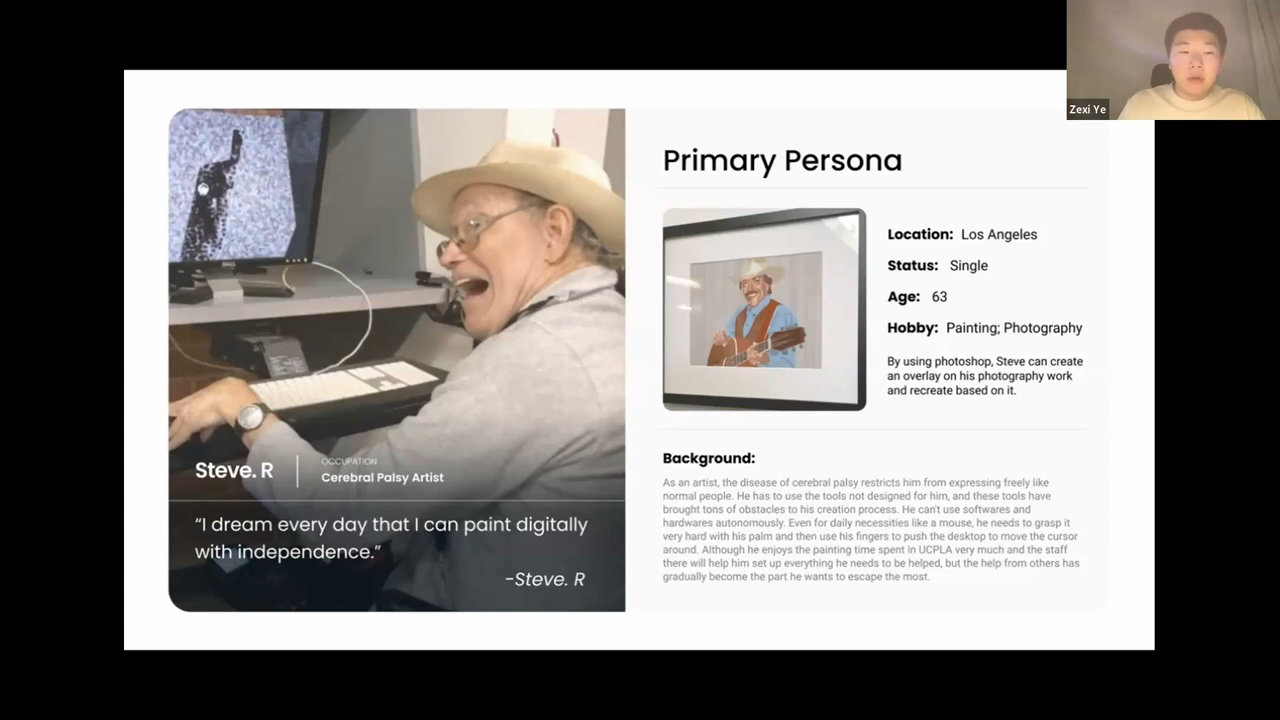 Zexi Ye
Primary Persona
Location: Los Angeles
Status: Single
Age: 63
Hobby: Painting; Photography
By using photoshop, Steve can create
an overlay on his photography work
and recreate based on it.
DELL
Steve. R
OCCUPATION
Cerebral Palsy Artist
“I dream every day that I can paint digitally
with independence.”
-Steve. R
Background:
As an artist, the disease of cerebral palsy restricts him from expressing freely like
normal people. He has to use the tools not designed for him, and these tools have
brought tons of obstacles to his creation process. He can't use softwares and
hardwares autonomously. Even for daily necessities like a mouse, he needs to grasp it
very hard with his palm and then use his fingers to push the desktop to move the cursor
around. Although he enjoys the painting time spent in UCPLA very much and the staff
there will help him set up everything he needs to be helped, but the help from others has
gradually become the part he wants to escape the most.